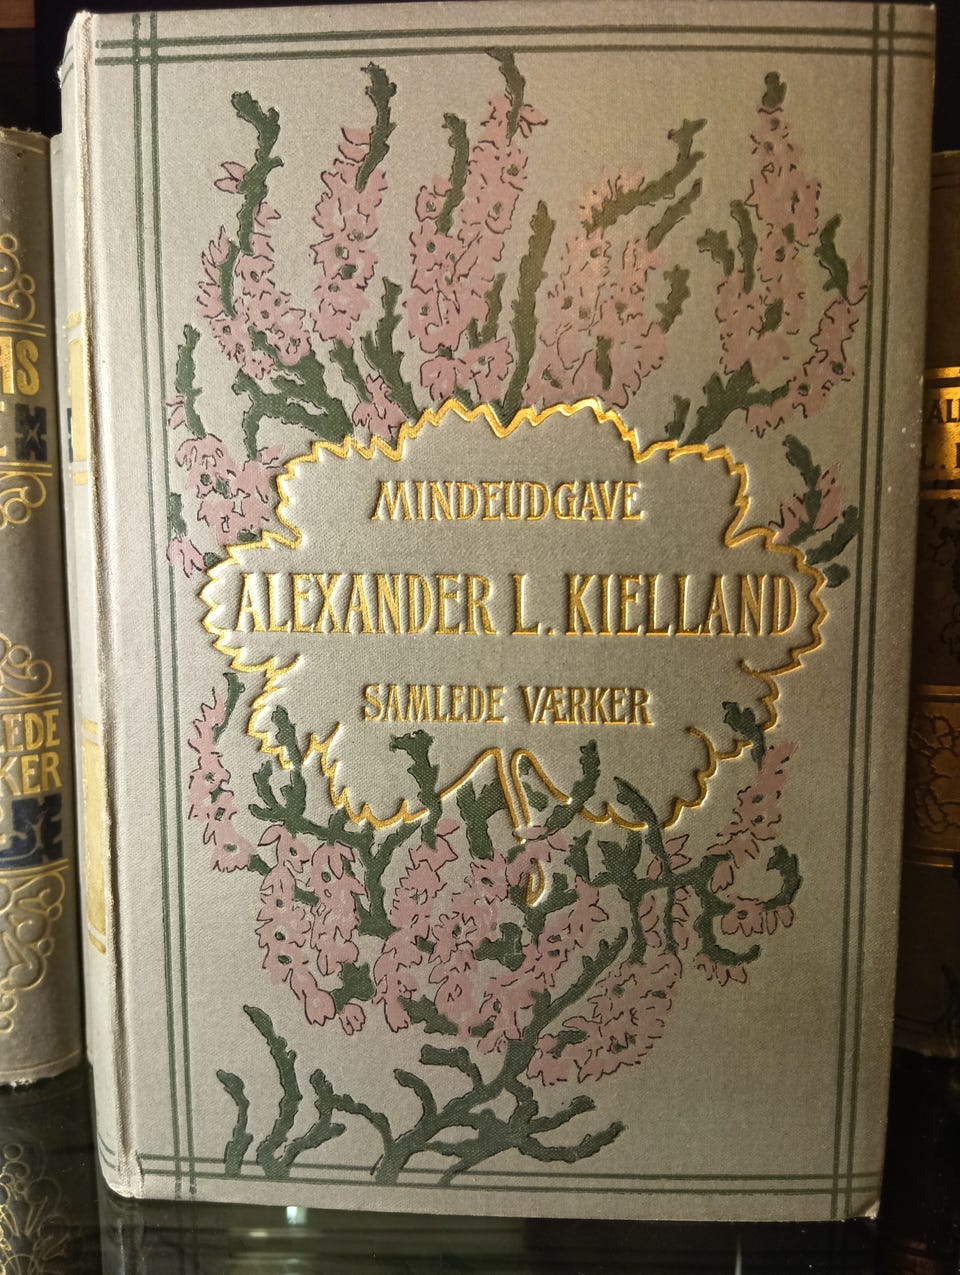 MINDEUDGAVE
ALEXANDER L. KIELLAND
SAMLEDE VÆRKER